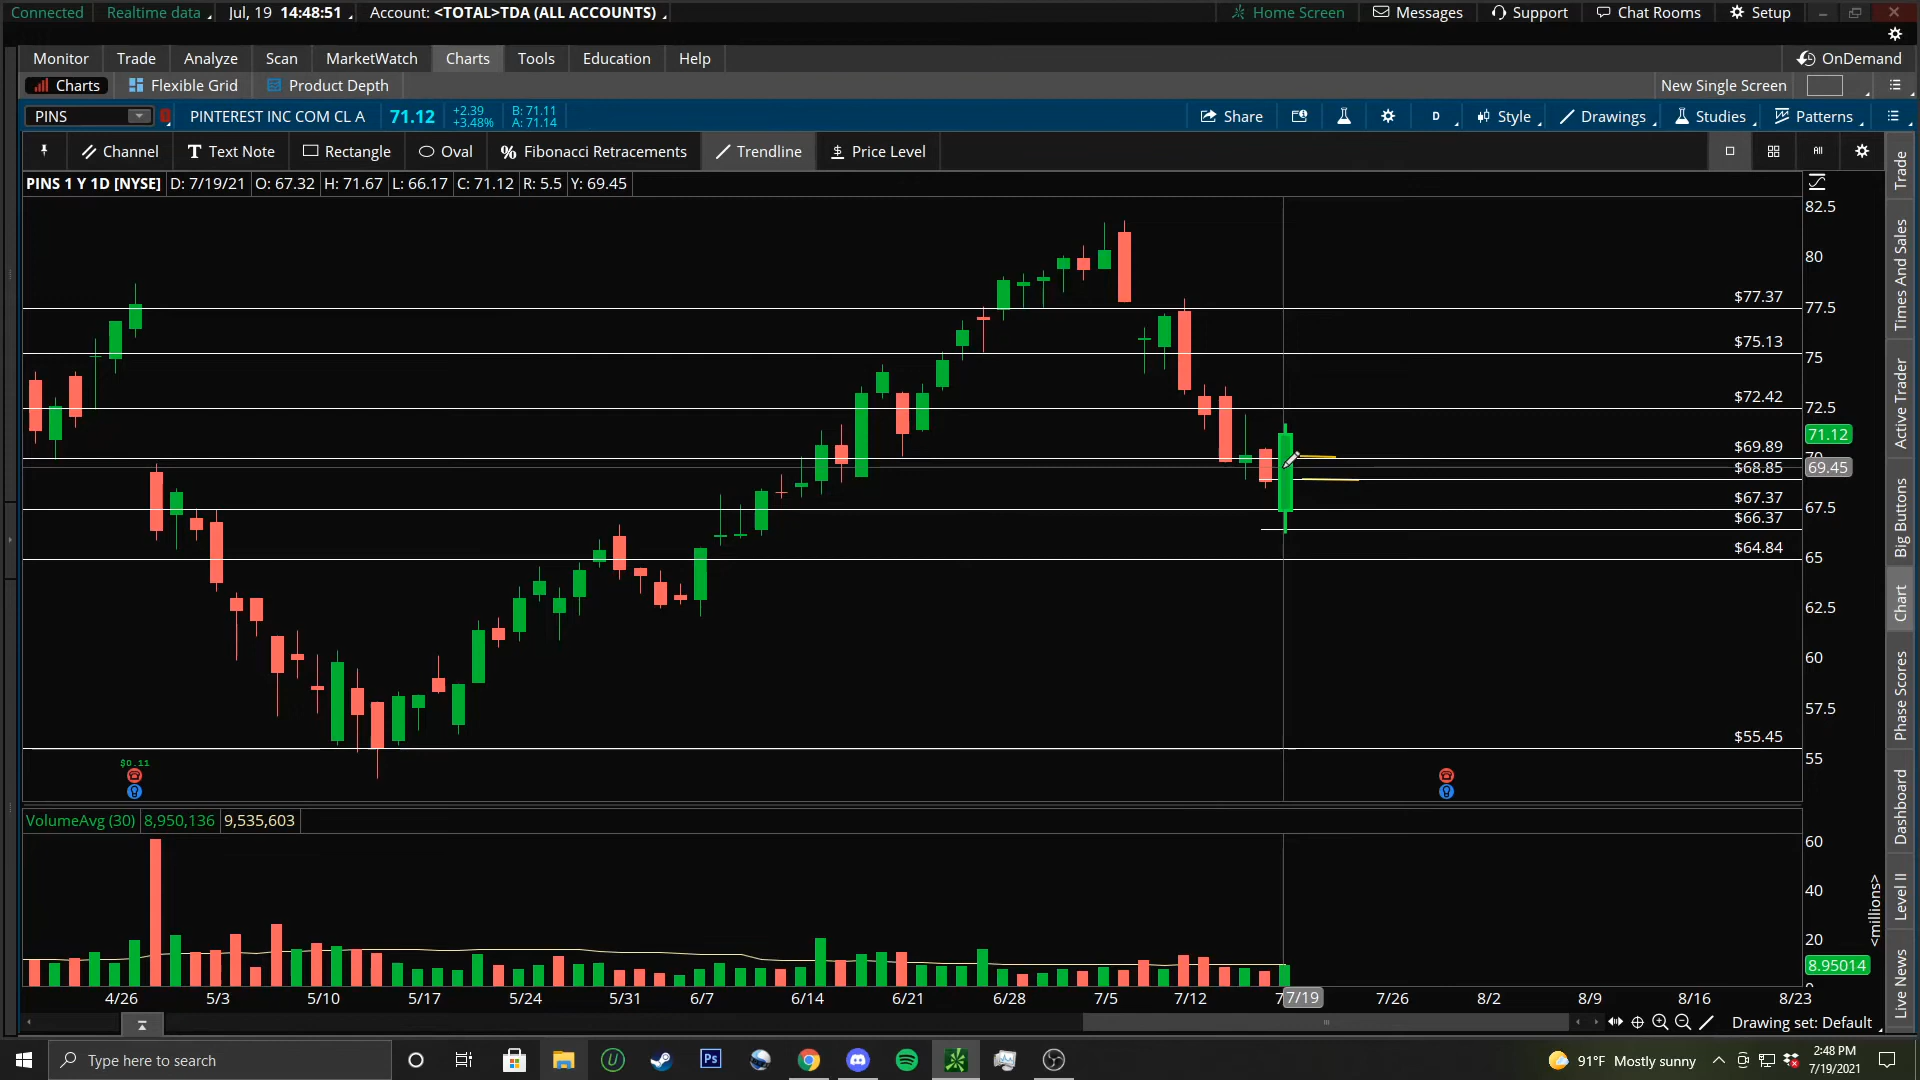 Connected Realtime data Jul, 19 14:48:51 Account: <TOTAL>TDA (ALL ACCOUNTS) Home Screen Messages Support Chat Rooms Setup
Monitor Trade Analyze Scan MarketWatch Charts Tools Education Help OnDemand
Charts Flexible Grid Product Depth New Single Screen
PINS PINTEREST INC COM CL A 71.12 +2.39 B: 71.11 Share D Style Drawings Studies Patterns
+3.48% A: 71.14
Channel Text Note Rectangle Oval Fibonacci Retracements Trendline Price Level All
PINS 1 Y 1D [NYSE] D: 7/19/21 O: 67.32 H: 71.67 L: 66.17 C: 71.12 R: 5.5 Y: 69.45
82.5
80
$77.37
77.5
$75.13
75
$72.42
72.5
71.12
$69.89
70
$68.85 69.45
$67.37
67.5
$66.37
$64.84
65
62.5
60
57.5
$55.45
55
$0.11
VolumeAvg (30) 8,950,136 9,535,603
60
40
20
8.95014
<millions>
4/26 5/3 5/10 5/17 5/24 5/31 6/7 6/14 6/21 6/28 7/5 7/12 7/19 7/26 8/2 8/9 8/16 8/23
Drawing set: Default
Trade
Times And Sales
Active Trader
Big Buttons
Chart
Phase Scores
Dashboard
Level II
Live News
Type here to search Ps 91°F Mostly sunny 2:48 PM
7/19/2021